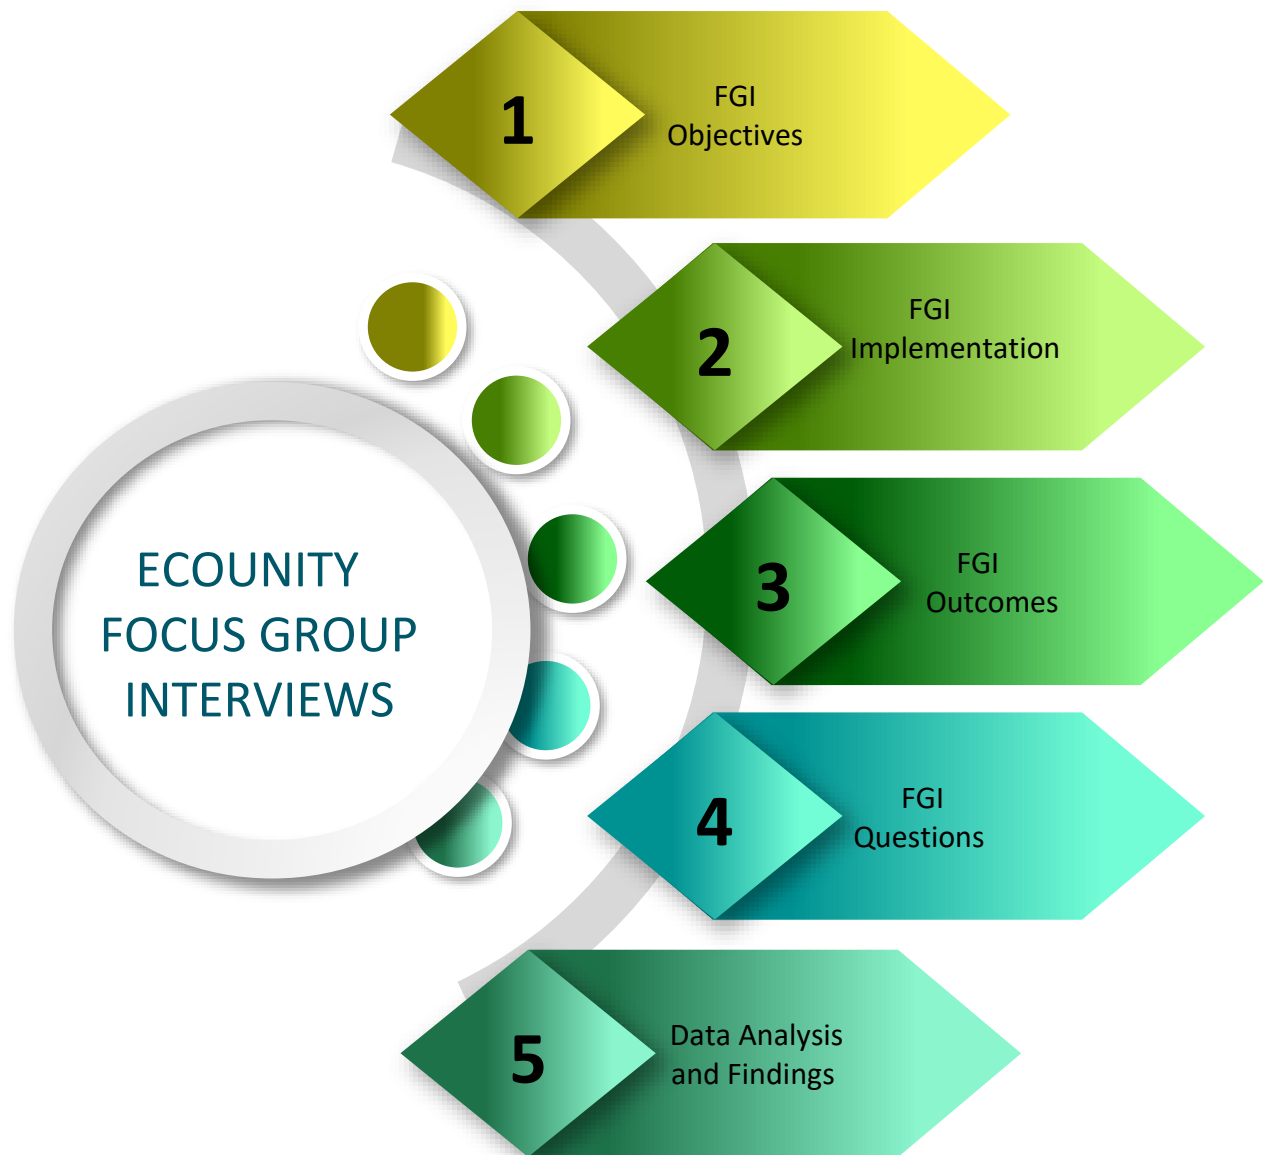 ECOUNITY
FOCUS GROUP
INTERVIEWS
1
FGI
Objectives
2
FGI
Implementation
3
FGI
Outcomes
4
FGI
Questions
5
Data Analysis
and Findings